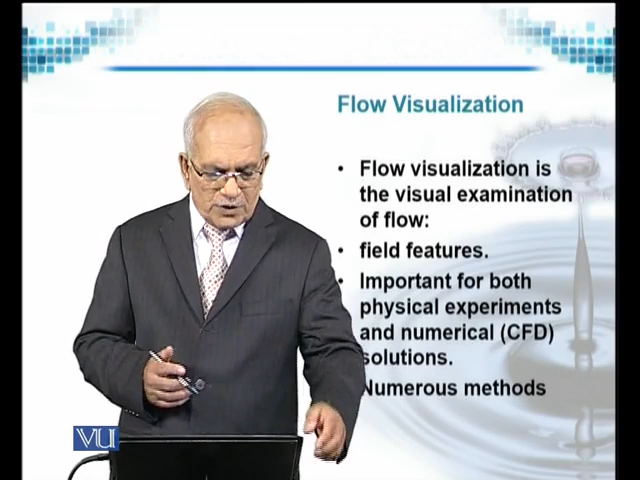 Flow Visualization
• Flow visualization is
the visual examination
of flow:
• field features.
• Important for both
physical experiments
and numerical (CFD)
solutions.
Numerous methods
VU